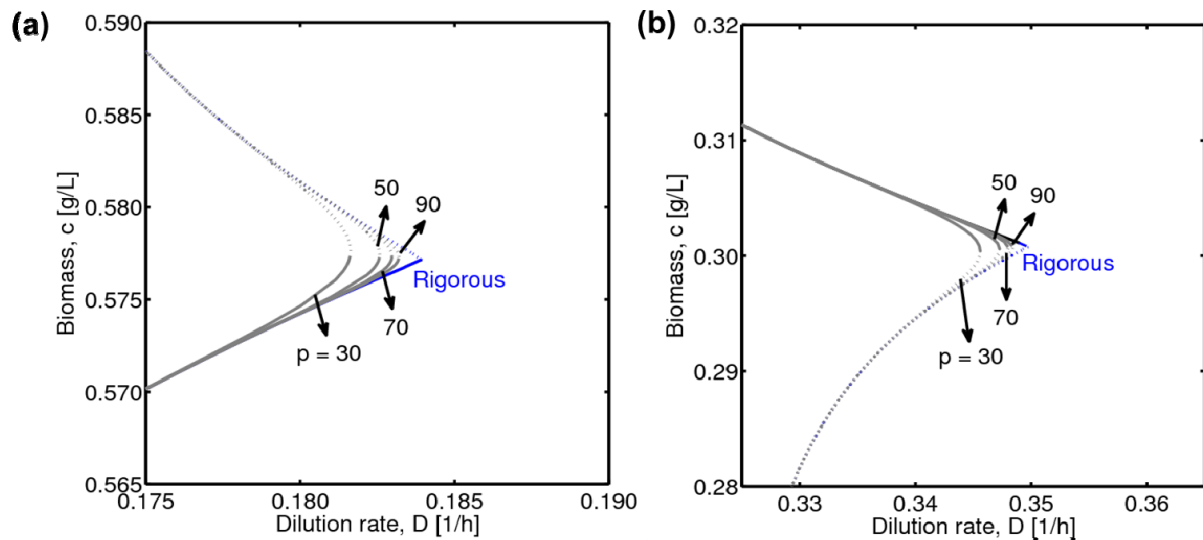 (a)
0.590
0.585
0.580
0.575
0.570
0.565
Biomass, c [g/L]
50
90
Rigorous
70
p = 30
0.175
0.180
0.185
0.190
Dilution rate, D [1/h]
(b)
0.32
0.31
0.30
0.29
0.28
Biomass, c [g/L]
50
90
Rigorous
70
p = 30
0.33
0.34
0.35
0.36
Dilution rate, D [1/h]